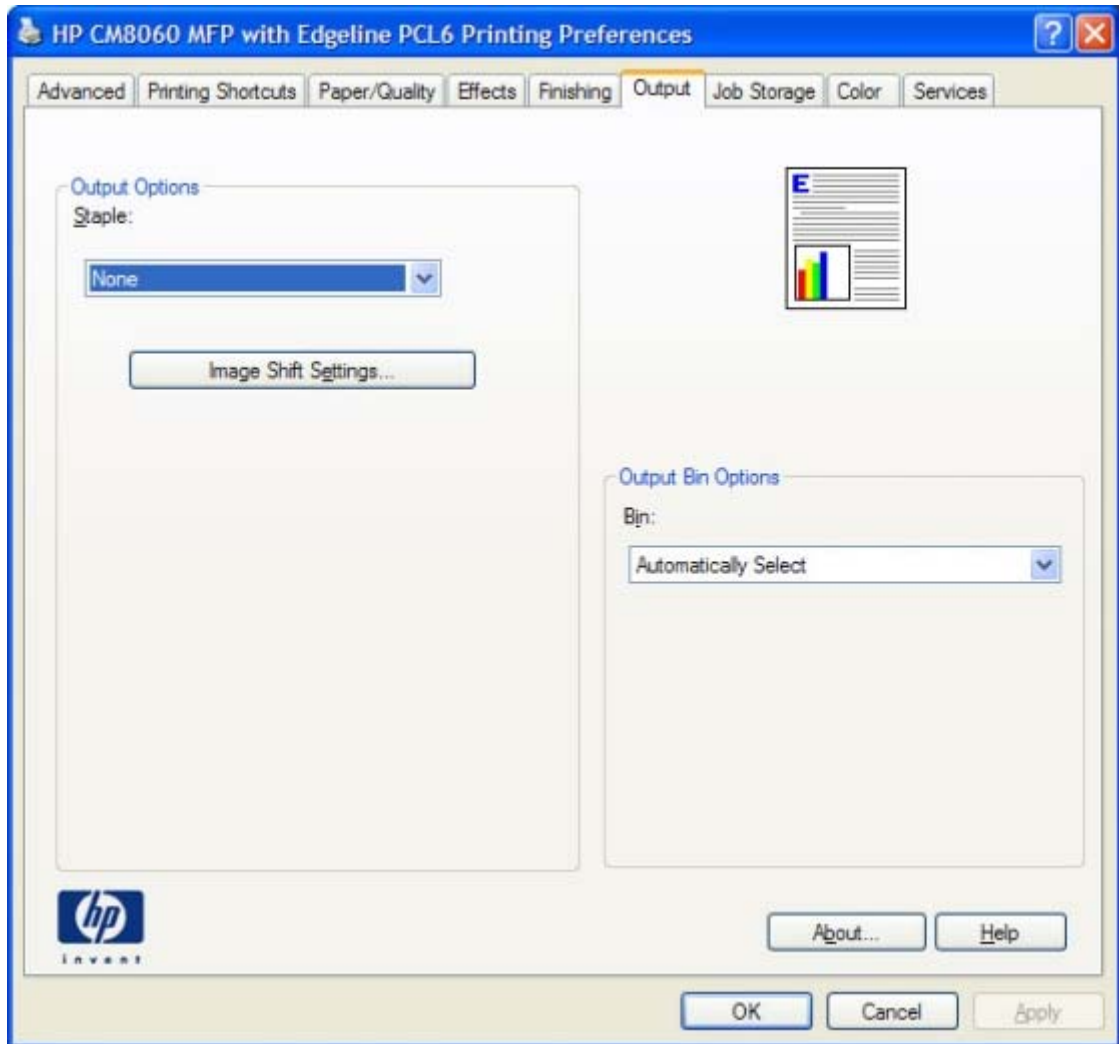 HP CM8060 MFP with Edgeline PCL6 Printing Preferences
Advanced Printing Shortcuts Paper/Quality Effects Finishing Output Job Storage Color Services
Output Options
Staple:
None
Image Shift Settings...
E
Output Bin Options
Bin:
Automatically Select
hp
invent
About... Help
OK Cancel Apply